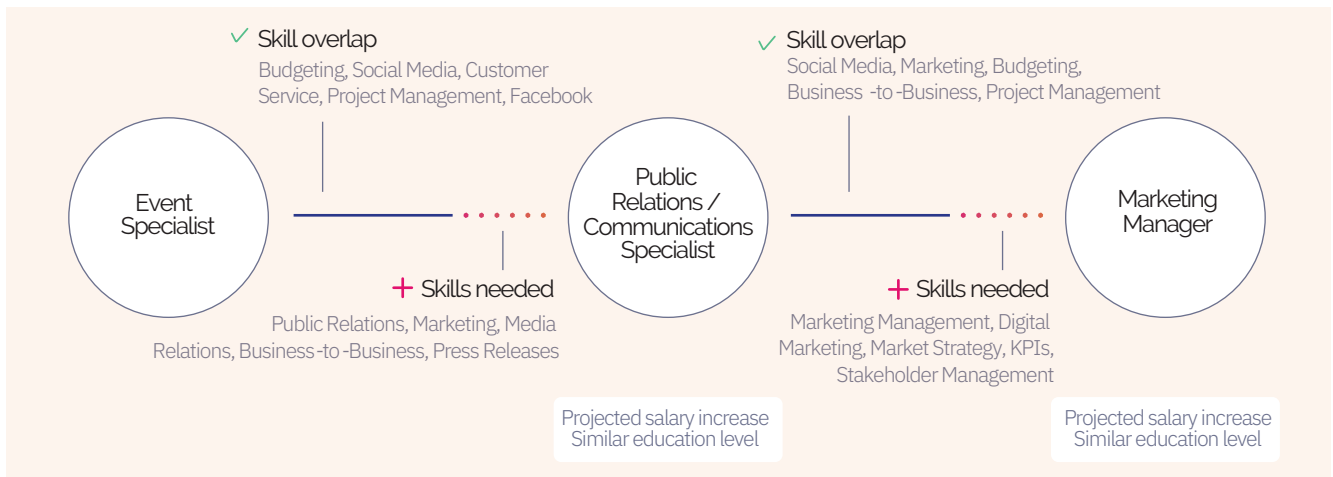 Skill overlap
Budgeting, Social Media, Customer
Service, Project Management, Facebook
Skill overlap
Social Media, Marketing, Budgeting,
Business -to -Business, Project Management
Event
Specialist
Public
Relations /
Communications
Specialist
Marketing
Manager
Skills needed
Public Relations, Marketing, Media
Relations, Business -to -Business, Press Releases
Skills needed
Marketing Management, Digital
Marketing, Market Strategy, KPIs,
Stakeholder Management
Projected salary increase
Similar education level
Projected salary increase
Similar education level